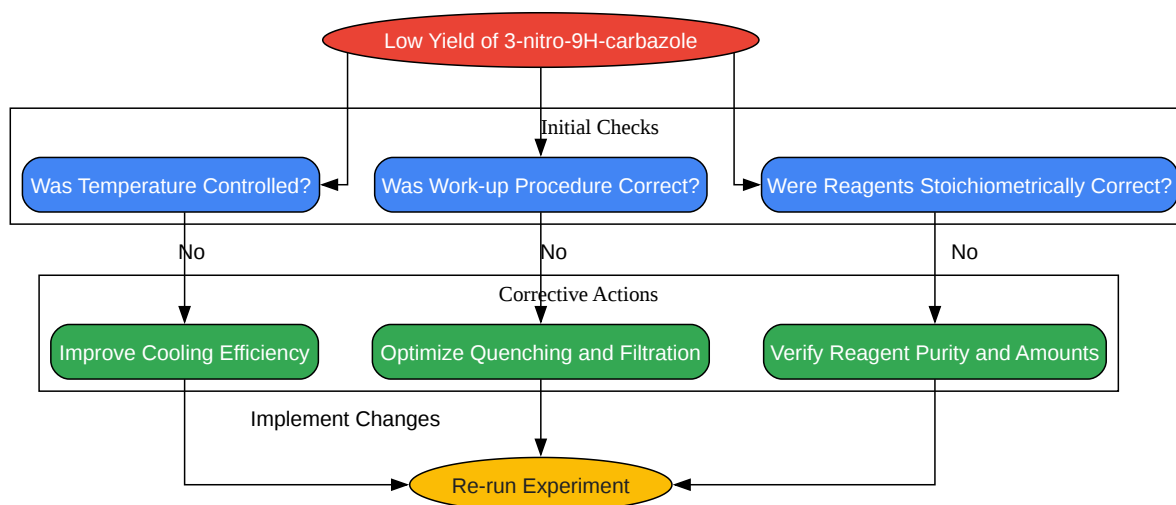 Low Yield of 3-nitro-9H-carbazole
Initial Checks
Was Temperature Controlled?
Was Work-up Procedure Correct?
Were Reagents Stoichiometrically Correct?
No
No
No
Corrective Actions
Improve Cooling Efficiency
Optimize Quenching and Filtration
Verify Reagent Purity and Amounts
Implement Changes
Re-run Experiment